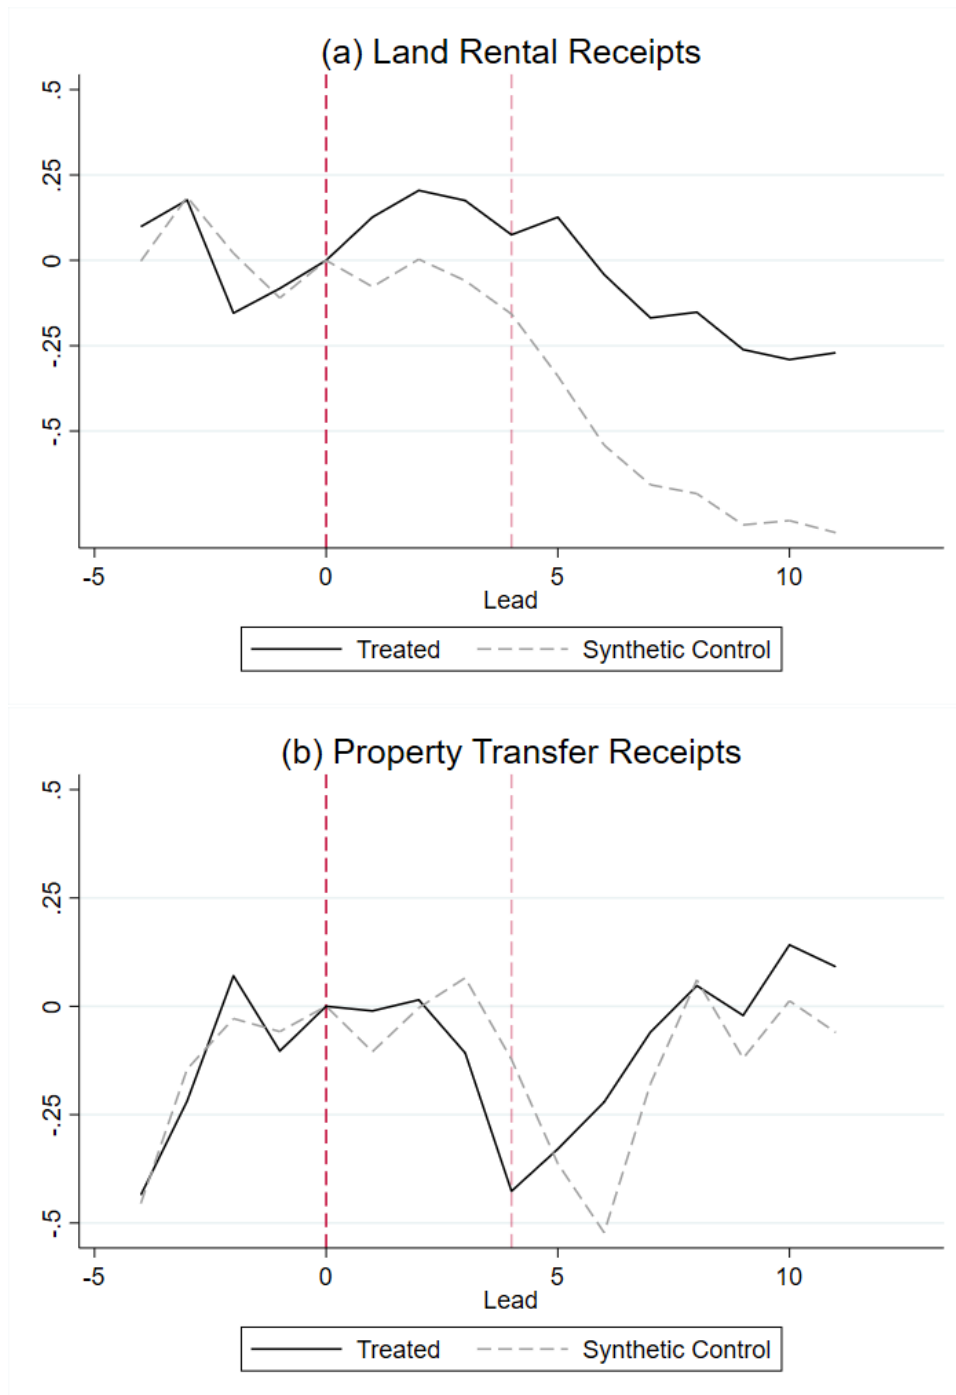 (a) Land Rental Receipts
.5
.25
0
-.25
-.5
-5 0 5 10
Lead
Treated Synthetic Control
(b) Property Transfer Receipts
.5
.25
0
-.25
-.5
-5 0 5 10
Lead
Treated Synthetic Control